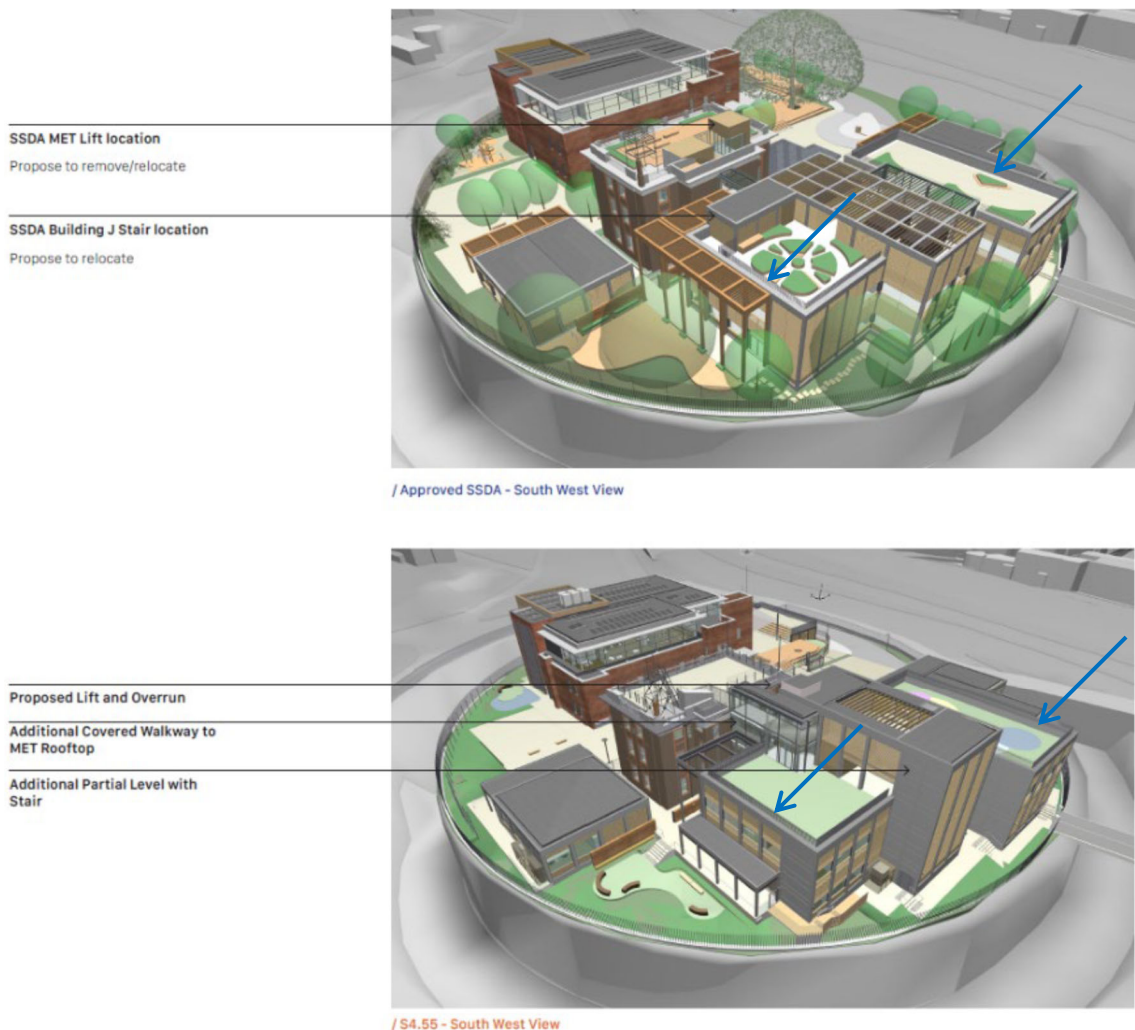 SSDA MET Lift location
Propose to remove/relocate
SSDA Building J Stair location
Propose to relocate
/ Approved SSDA - South West View
Proposed Lift and Overrun
Additional Covered Walkway to
MET Rooftop
Additional Partial Level with
Stair
/ S4.55 - South West View